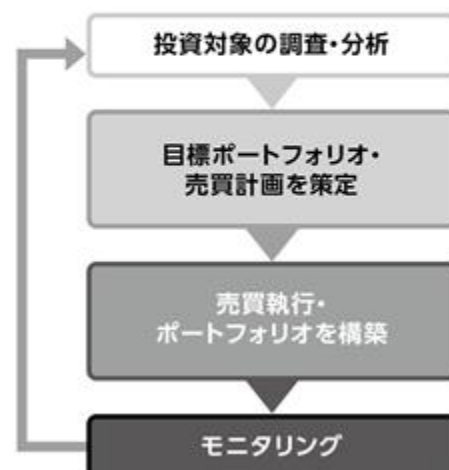 投資対象の調査・分析
目標ポートフォリオ・
売買計画を策定
売買執行・
ポートフォリオを構築
モニタリング